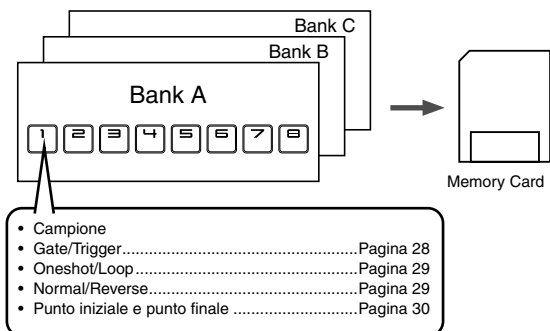 Bank C
Bank B
Bank A
1 2 3 4 5 6 7 8
Memory Card
• Campione
• Gate/Trigger.......................................................Pagina 28
• Oneshot/Loop....................................................Pagina 29
• Normal/Reverse.................................................Pagina 29
• Punto iniziale e punto finale .............................Pagina 30